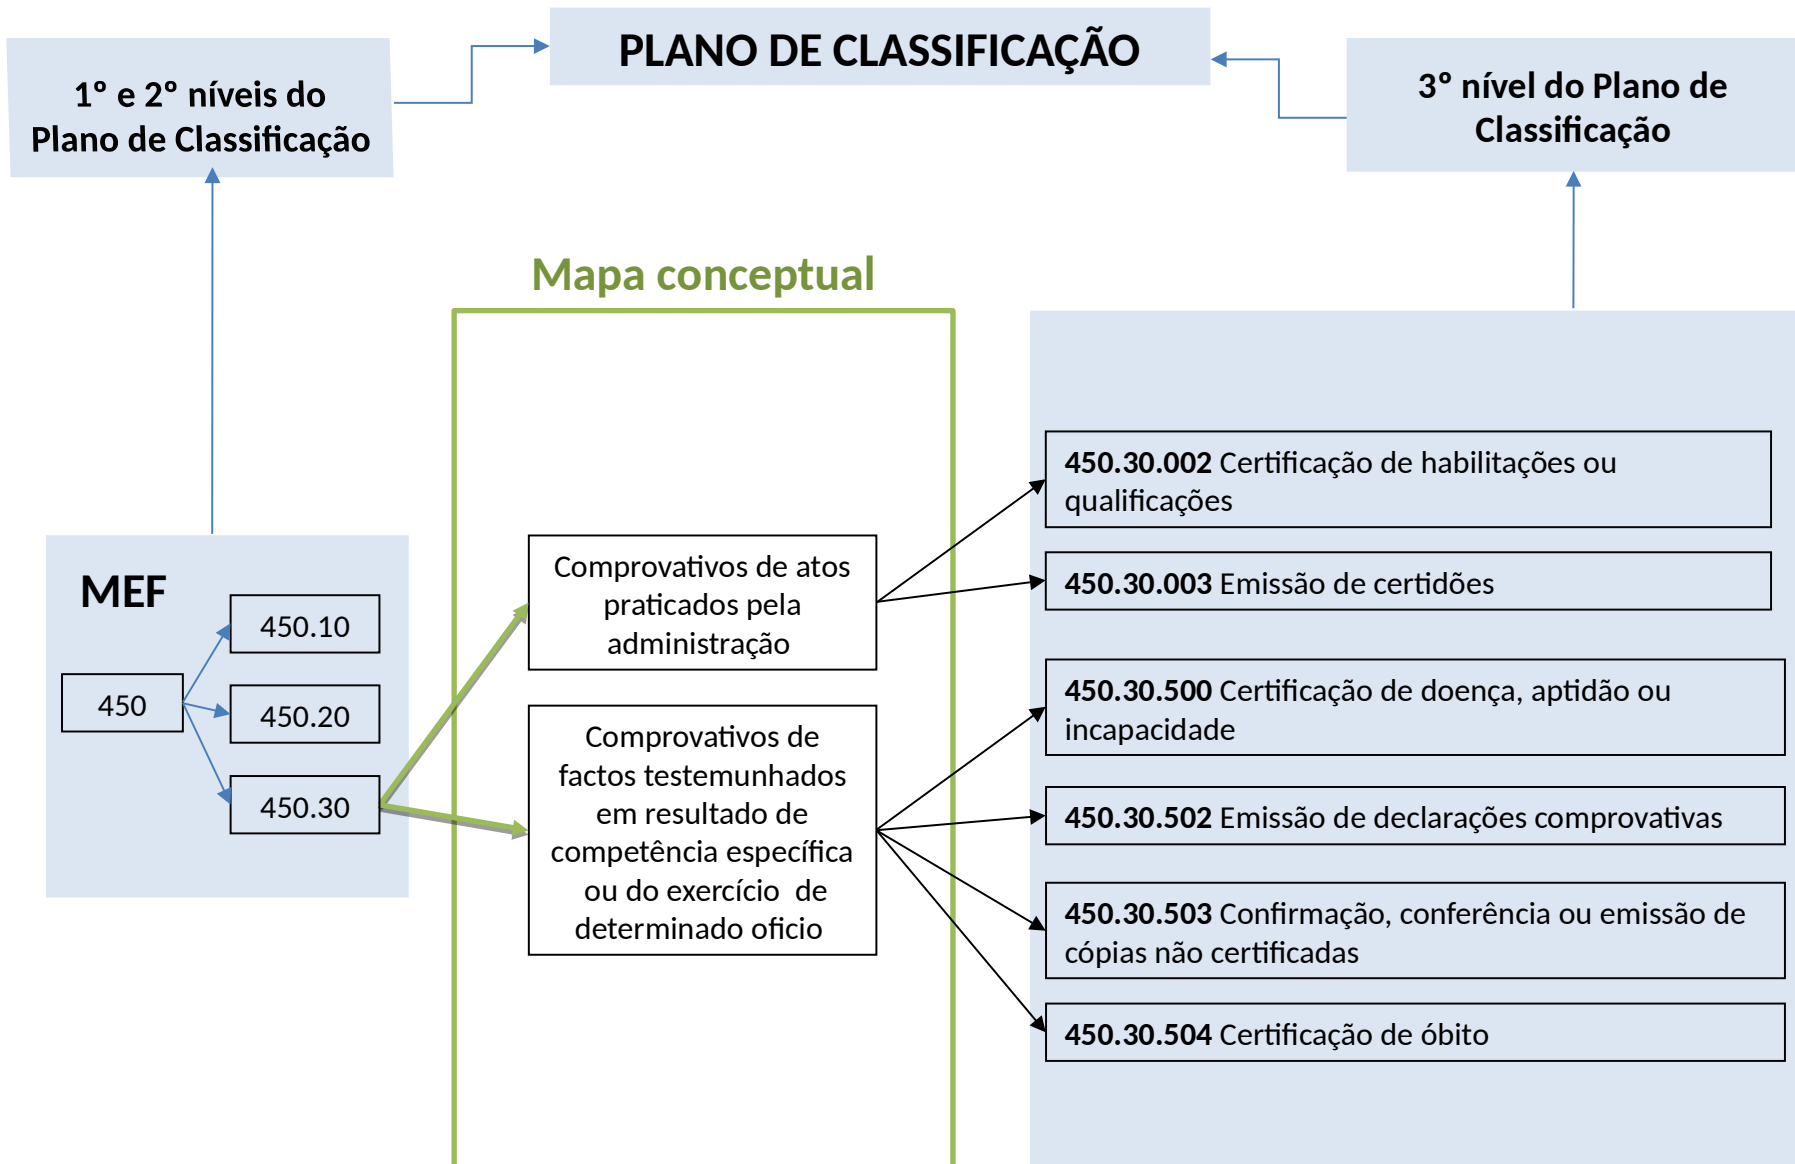 PLANO DE CLASSIFICAÇÃO
1º e 2º níveis do
Plano de Classificação
3º nível do Plano de
Classificação
Mapa conceptual
MEF
450
450.10
450.20
450.30
Comprovativos de atos
praticados pela
administração
Comprovativos de
factos testemunhados
em resultado de
competência específica
ou do exercício  de
determinado oficio
450.30.002 Certificação de habilitações ou
qualificações
450.30.003 Emissão de certidões
450.30.500 Certificação de doença, aptidão ou
incapacidade
450.30.502 Emissão de declarações comprovativas
450.30.503 Confirmação, conferência ou emissão de
cópias não certificadas
450.30.504 Certificação de óbito